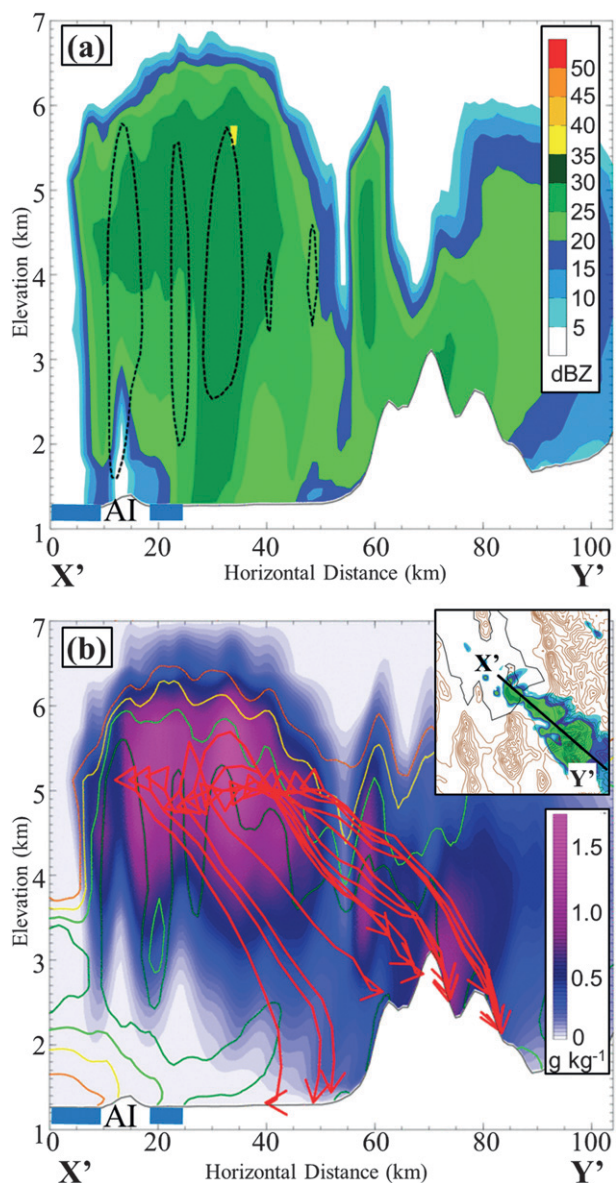 7
(a)
6
5
4
3
2
1
Elevation (km)
50
45
40
35
30
25
20
15
10
5
dBZ
AI
0 20 40 60 80 100
X' Horizontal Distance (km) Y'
7
(b)
6
5
4
3
2
1
Elevation (km)
X'
Y'
1.5
1.0
0.5
0
g kg-1
AI
0 20 40 60 80 100
X' Horizontal Distance (km) Y'